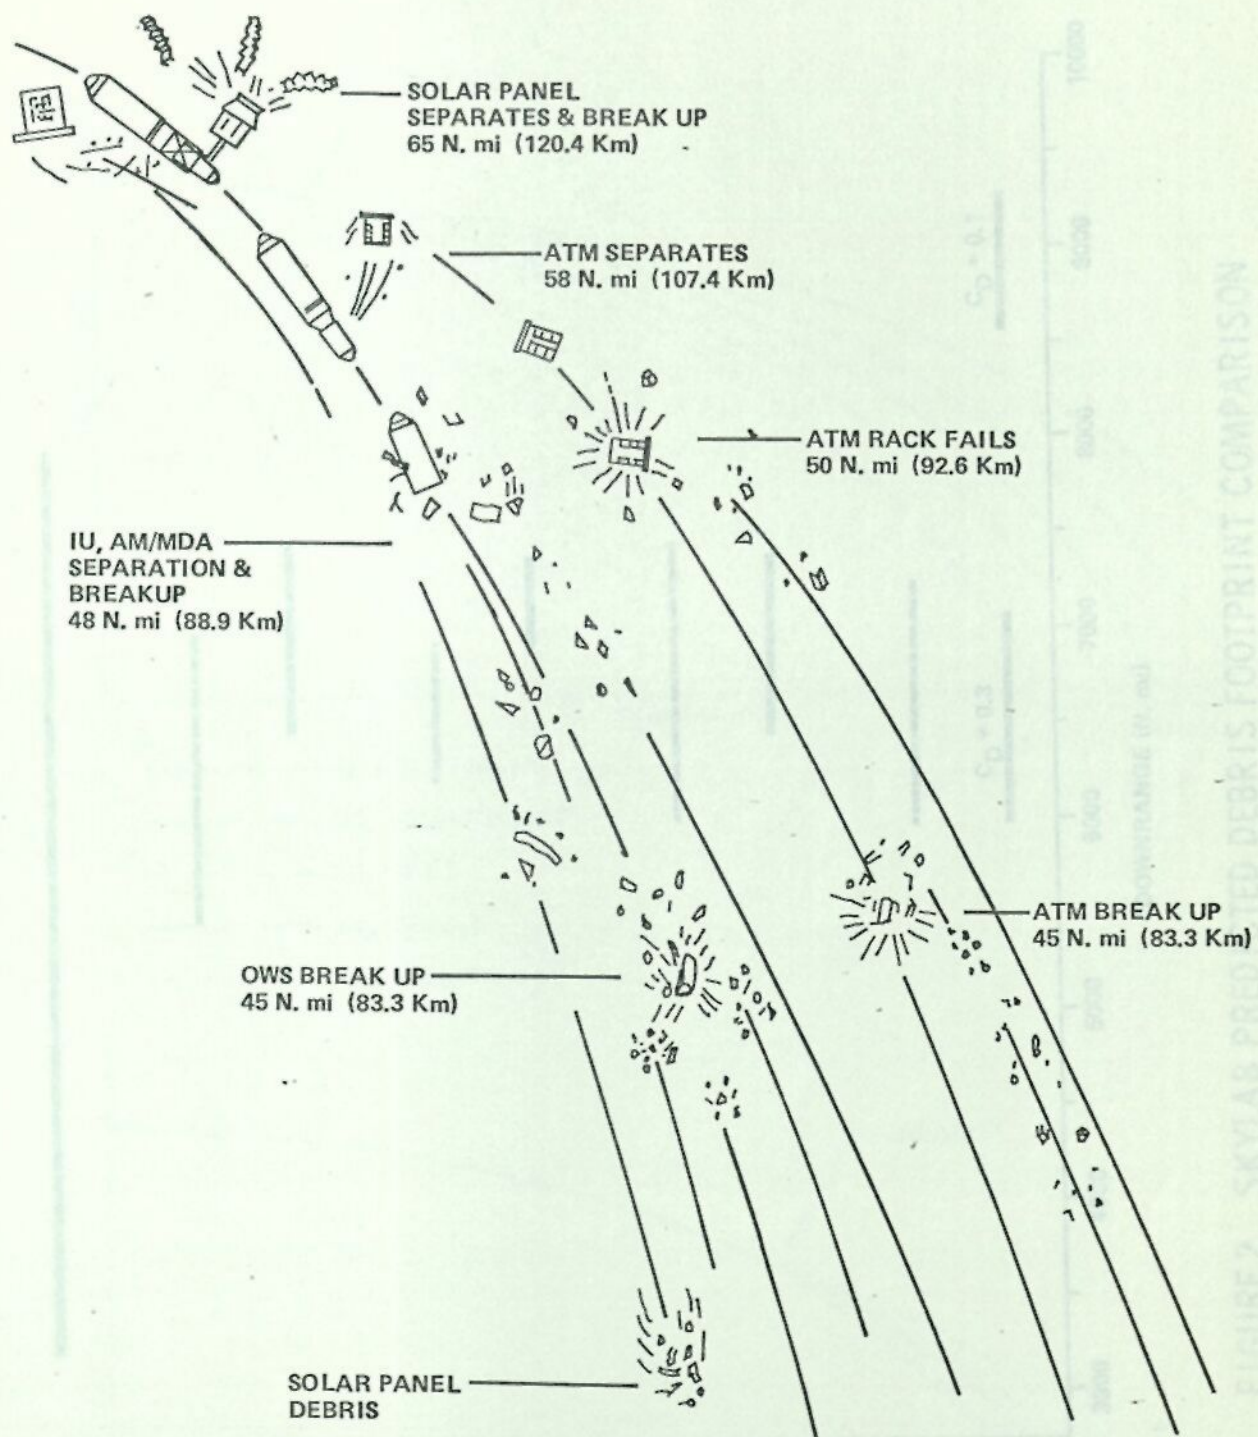 SOLAR PANEL
SEPARATES & BREAK UP
65 N. mi (120.4 Km)
ATM SEPARATES
58 N. mi (107.4 Km)
ATM RACK FAILS
50 N. mi (92.6 Km)
IU, AM/MDA
SEPARATION &
BREAKUP
48 N. mi (88.9 Km)
ATM BREAK UP
45 N. mi (83.3 Km)
OWS BREAK UP
45 N. mi (83.3 Km)
SOLAR PANEL
DEBRIS